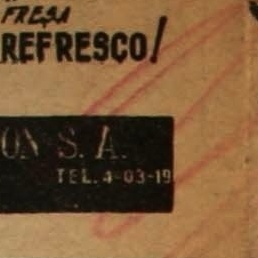 FRESA
REFRESCO!
ON S. A.
TEL. 4-03-19